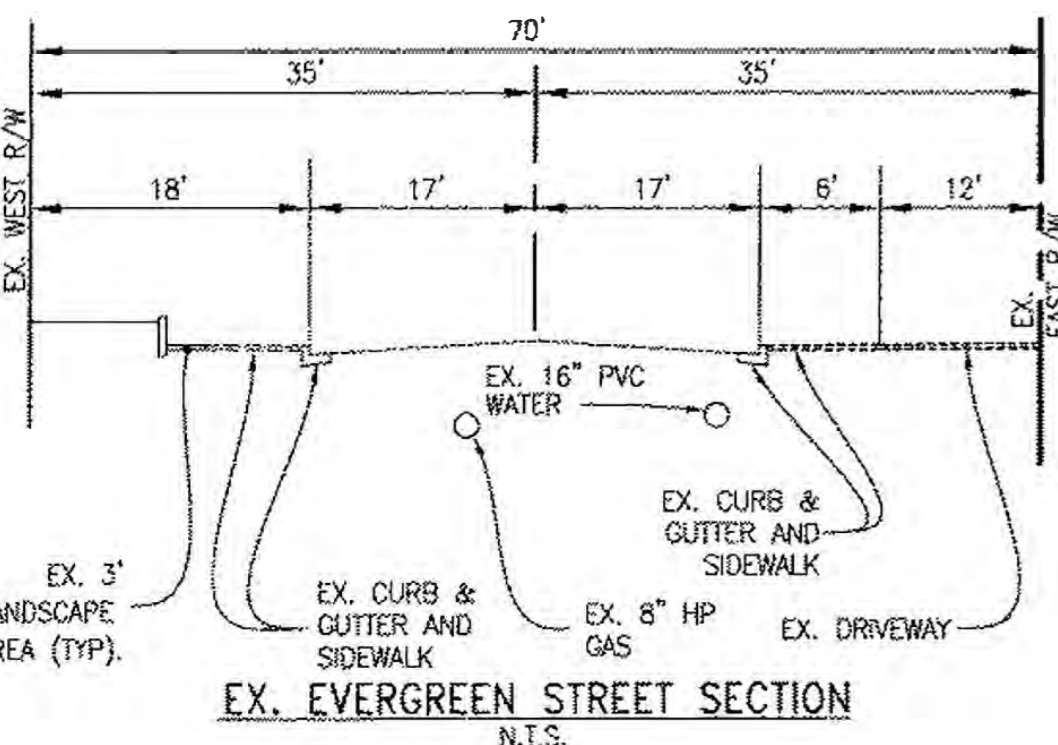 70'
35'
35'
EX. WEST R/W
18'
17'
17'
6'
12'
EX.
EAST R/W
EX. 16" PVC
WATER
EX. CURB &
GUTTER AND
SIDEWALK
EX. 3'
ANDSCAPE
REA (TYP).
EX. CURB &
GUTTER AND
SIDEWALK
EX. 8" HP
GAS
EX. DRIVEWAY
EX. EVERGREEN STREET SECTION
N.T.S.